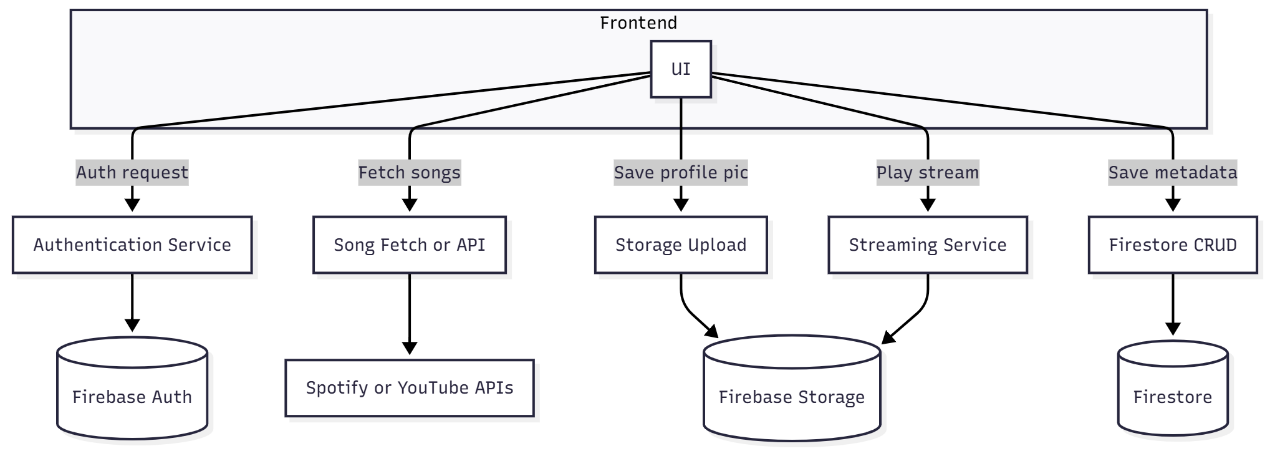 Frontend
UI
Auth request
Fetch songs
Save profile pic
Play stream
Save metadata
Authentication Service
Song Fetch or API
Storage Upload
Streaming Service
Firestore CRUD
Firebase Auth
Spotify or YouTube APIs
Firebase Storage
Firestore